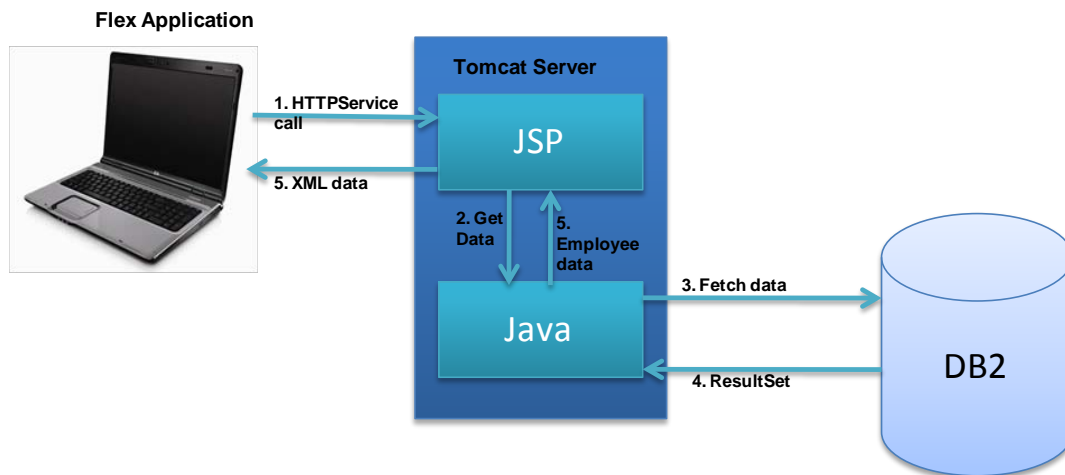 Flex Application
Tomcat Server
1. HTTPService
call
JSP
5. XML data
2. Get
Data
5.
Employee
data
3. Fetch data
Java
DB2
4. ResultSet